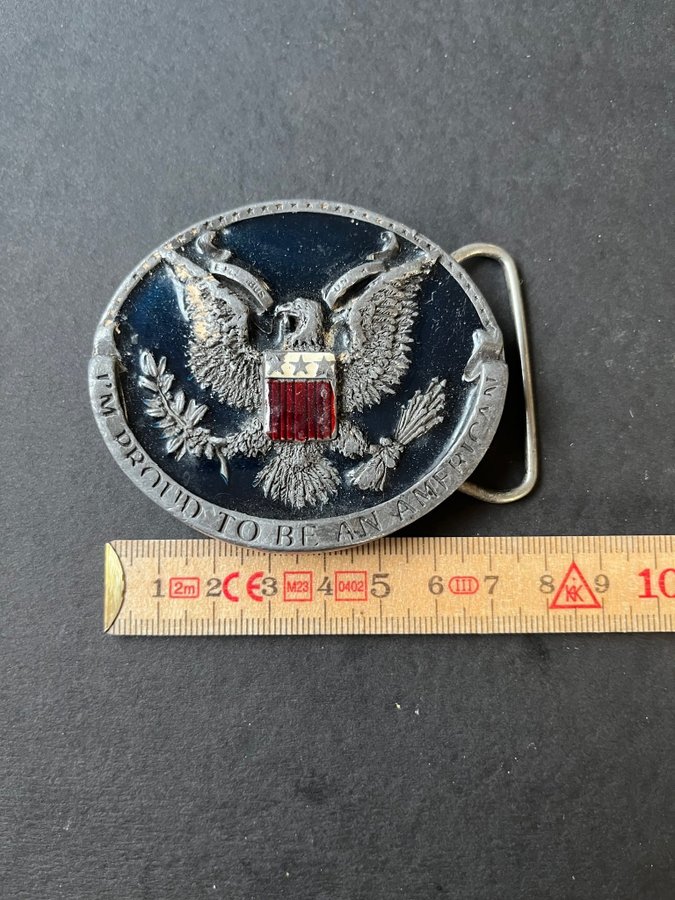 I'M PROUD TO BE AN AMERICAN
1 2m 2 CE 3 M23 4 0402 5 6 III 7 8 K 9 10